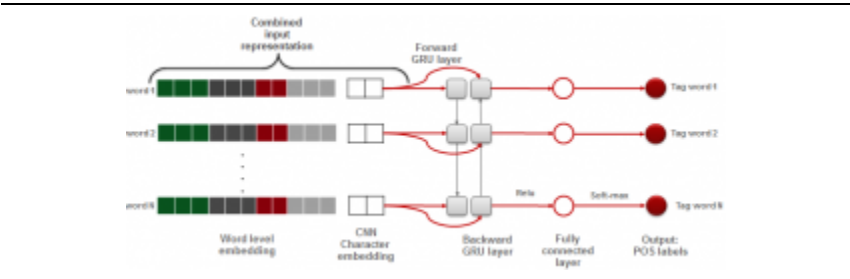 Combined
input
representation
Forward
GRU layer
word 1
Tag word 1
word 2
Tag word 2
Relu
Soft-max
word N
Tag word N
Word level
embedding
CNN
Character
embedding
Backward
GRU layer
Fully
connected
layer
Output:
POS labels